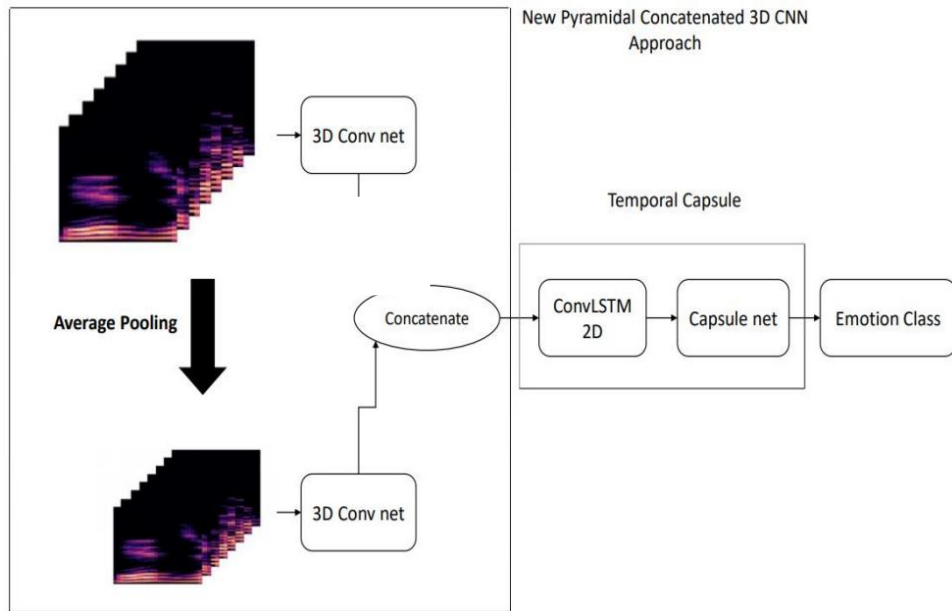 New Pyramidal Concatenated 3D CNN
Approach
3D Conv net
Temporal Capsule
Average Pooling
Concatenate
ConvLSTM
2D
Capsule net
Emotion Class
3D Conv net